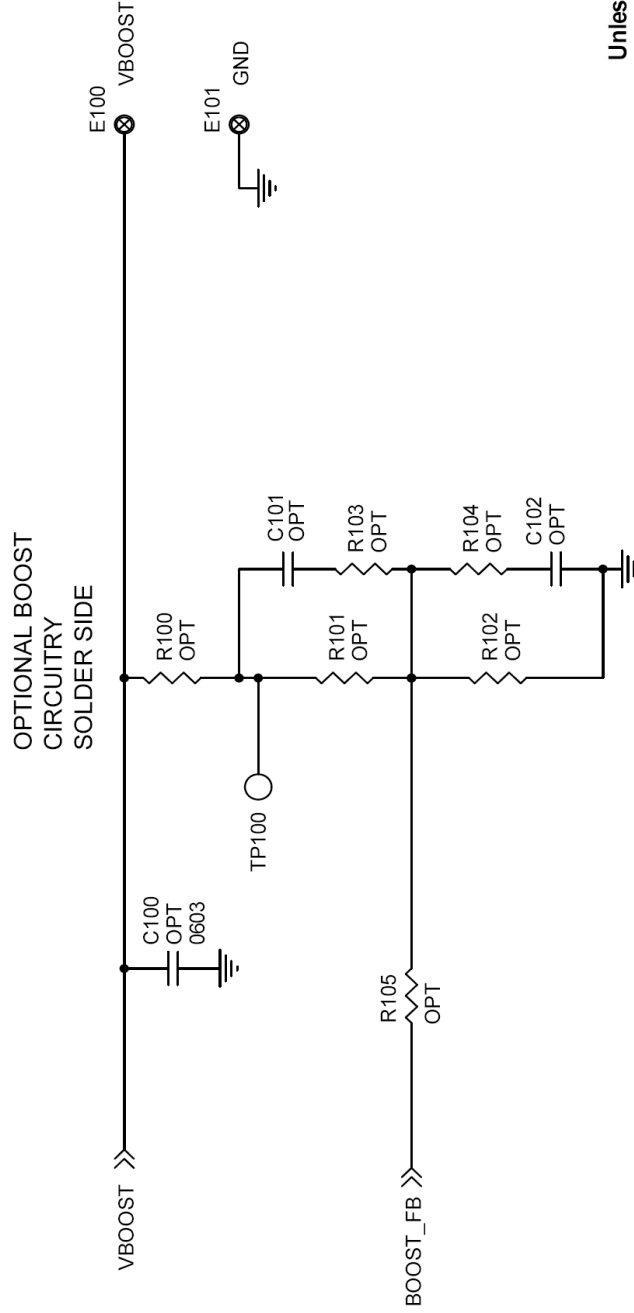 OPTIONAL BOOST
CIRCUITRY
SOLDER SIDE
VBOOST
C100
OPT
0603
R100
OPT
E100
VBOOST
E101
GND
TP100
C101
OPT
R103
OPT
R101
OPT
R104
OPT
C102
OPT
R102
OPT
BOOST_FB
R105
OPT
Unles